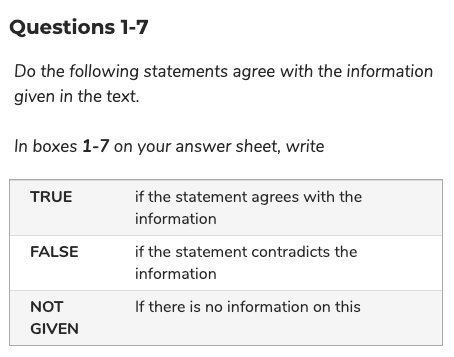 Questions 1-7
Do the following statements agree with the information
given in the text.
In boxes 1-7 on your answer sheet, write
TRUE if the statement agrees with the
information
FALSE if the statement contradicts the
information
NOT If there is no information on this
GIVEN